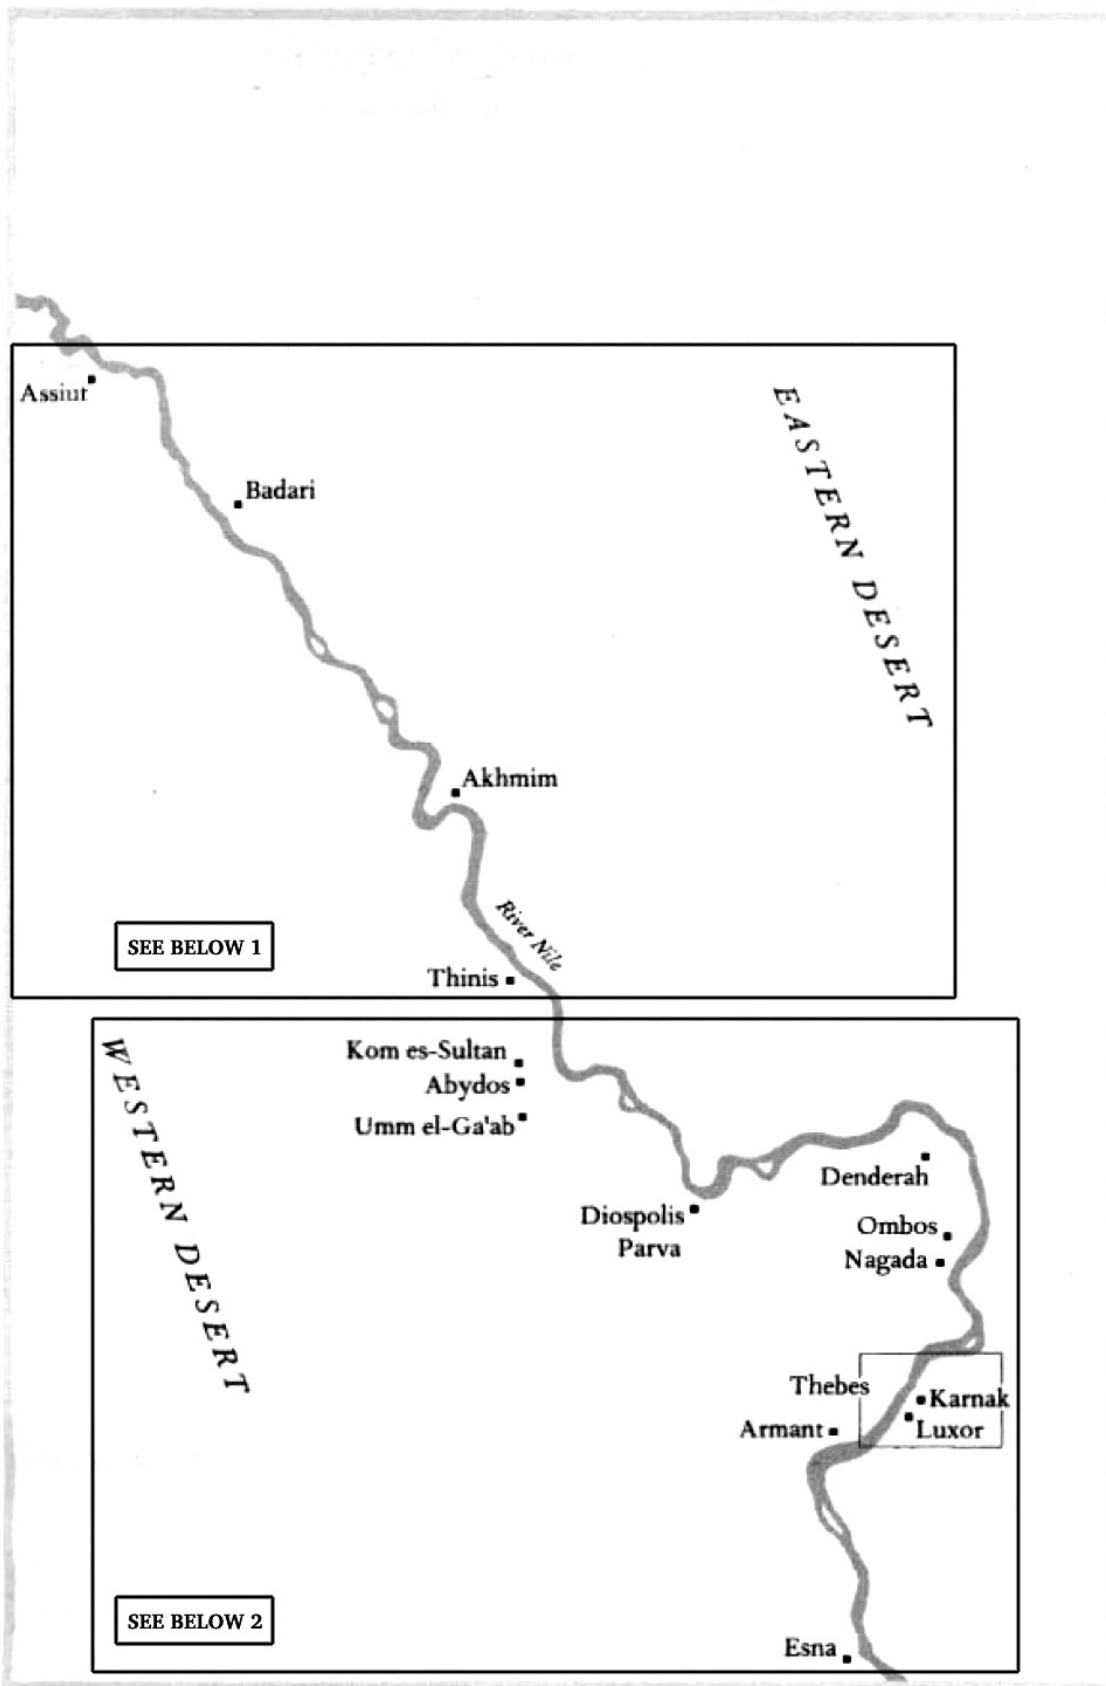 Assiut
EASTERN DESERT
Badari
Akhmim
River Nile
SEE BELOW 1
Thinis
WESTERN DESERT
Kom es-Sultan
Abydos
Umm el-Ga'ab
Denderah
Diospolis
Parva
Ombos
Nagada
Thebes
Karnak
Armant
Luxor
SEE BELOW 2
Esna